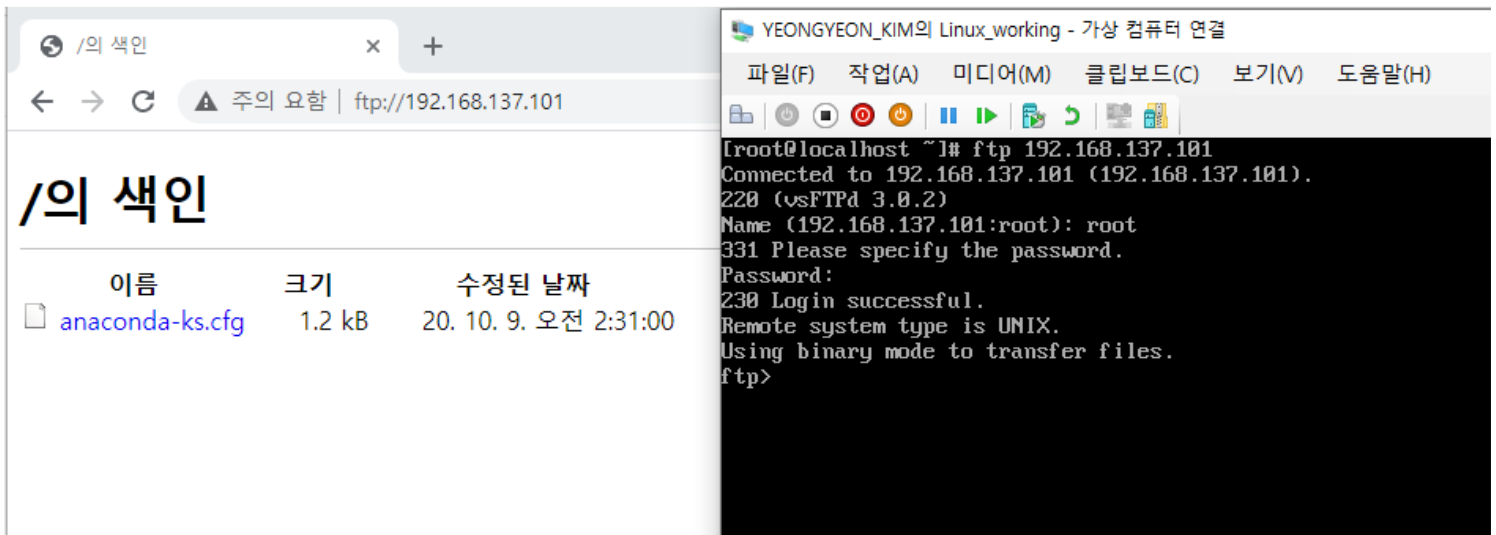 /의 색인
주의 요함 | ftp://192.168.137.101
/의 색인
이름 크기 수정된 날짜
anaconda-ks.cfg 1.2 kB 20. 10. 9. 오전 2:31:00
YEONGYEON_KIM의 Linux_working - 가상 컴퓨터 연결
파일(F) 작업(A) 미디어(M) 클립보드(C) 보기(V) 도움말(H)
[root@localhost ~]# ftp 192.168.137.101
Connected to 192.168.137.101 (192.168.137.101).
220 (vsFTPd 3.0.2)
Name (192.168.137.101:root): root
331 Please specify the password.
Password:
230 Login successful.
Remote system type is UNIX.
Using binary mode to transfer files.
ftp>